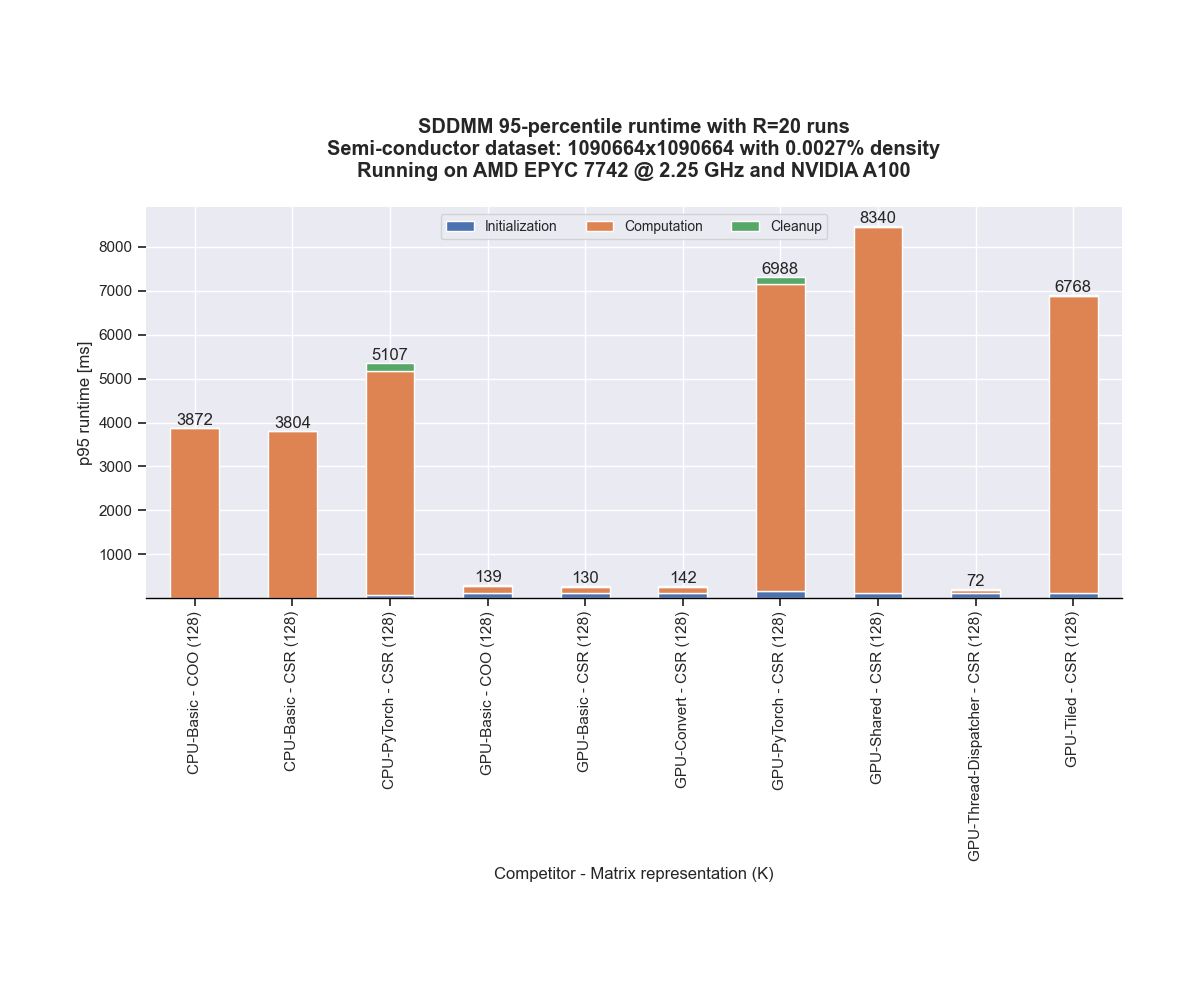 SDDMM 95-percentile runtime with R=20 runs
Semi-conductor dataset: 1090664x1090664 with 0.0027% density
Running on AMD EPYC 7742 @ 2.25 GHz and NVIDIA A100
Initialization
Computation
Cleanup
p95 runtime [ms]
8000
7000
6000
5000
4000
3000
2000
1000
3872
3804
5107
139
130
142
6988
8340
72
6768
CPU-Basic - COO (128)
CPU-Basic - CSR (128)
CPU-PyTorch - CSR (128)
GPU-Basic - COO (128)
GPU-Basic - CSR (128)
GPU-Convert - CSR (128)
GPU-PyTorch - CSR (128)
GPU-Shared - CSR (128)
GPU-Thread-Dispatcher - CSR (128)
GPU-Tiled - CSR (128)
Competitor - Matrix representation (K)